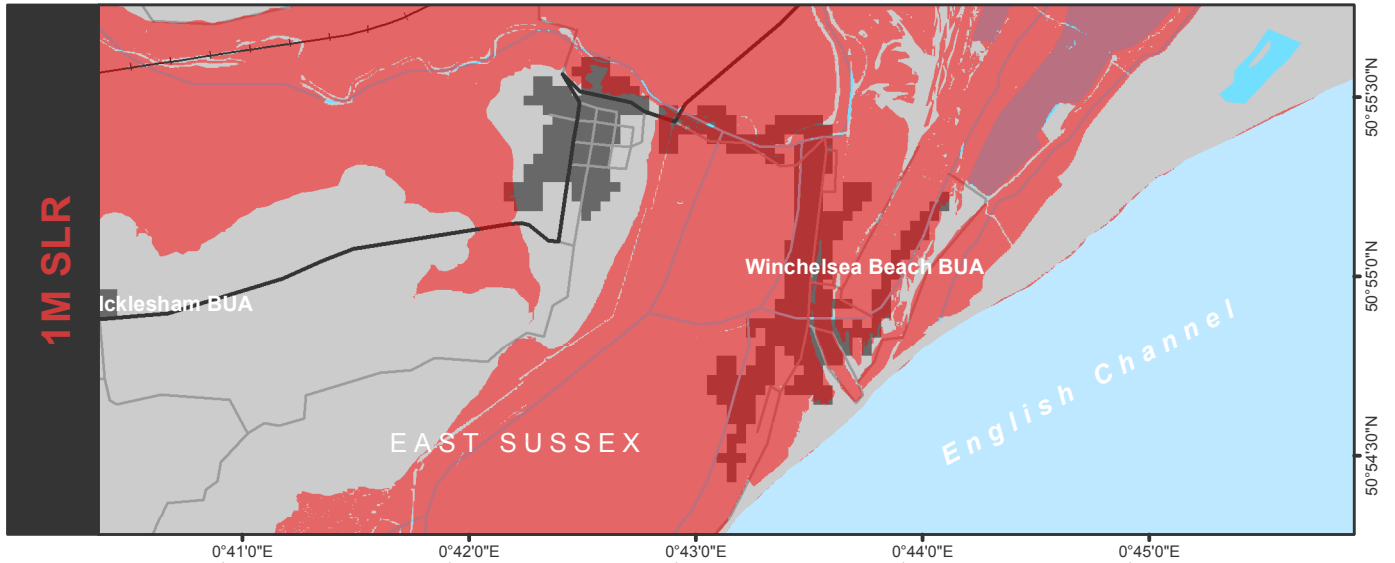 1M SLR
50°55'30"N
Winchelsea Beach BUA
50°55'0"N
Icklesham BUA
English Channel
EAST SUSSEX
50°54'30"N
0°41'0"E
0°42'0"E
0°43'0"E
0°44'0"E
0°45'0"E